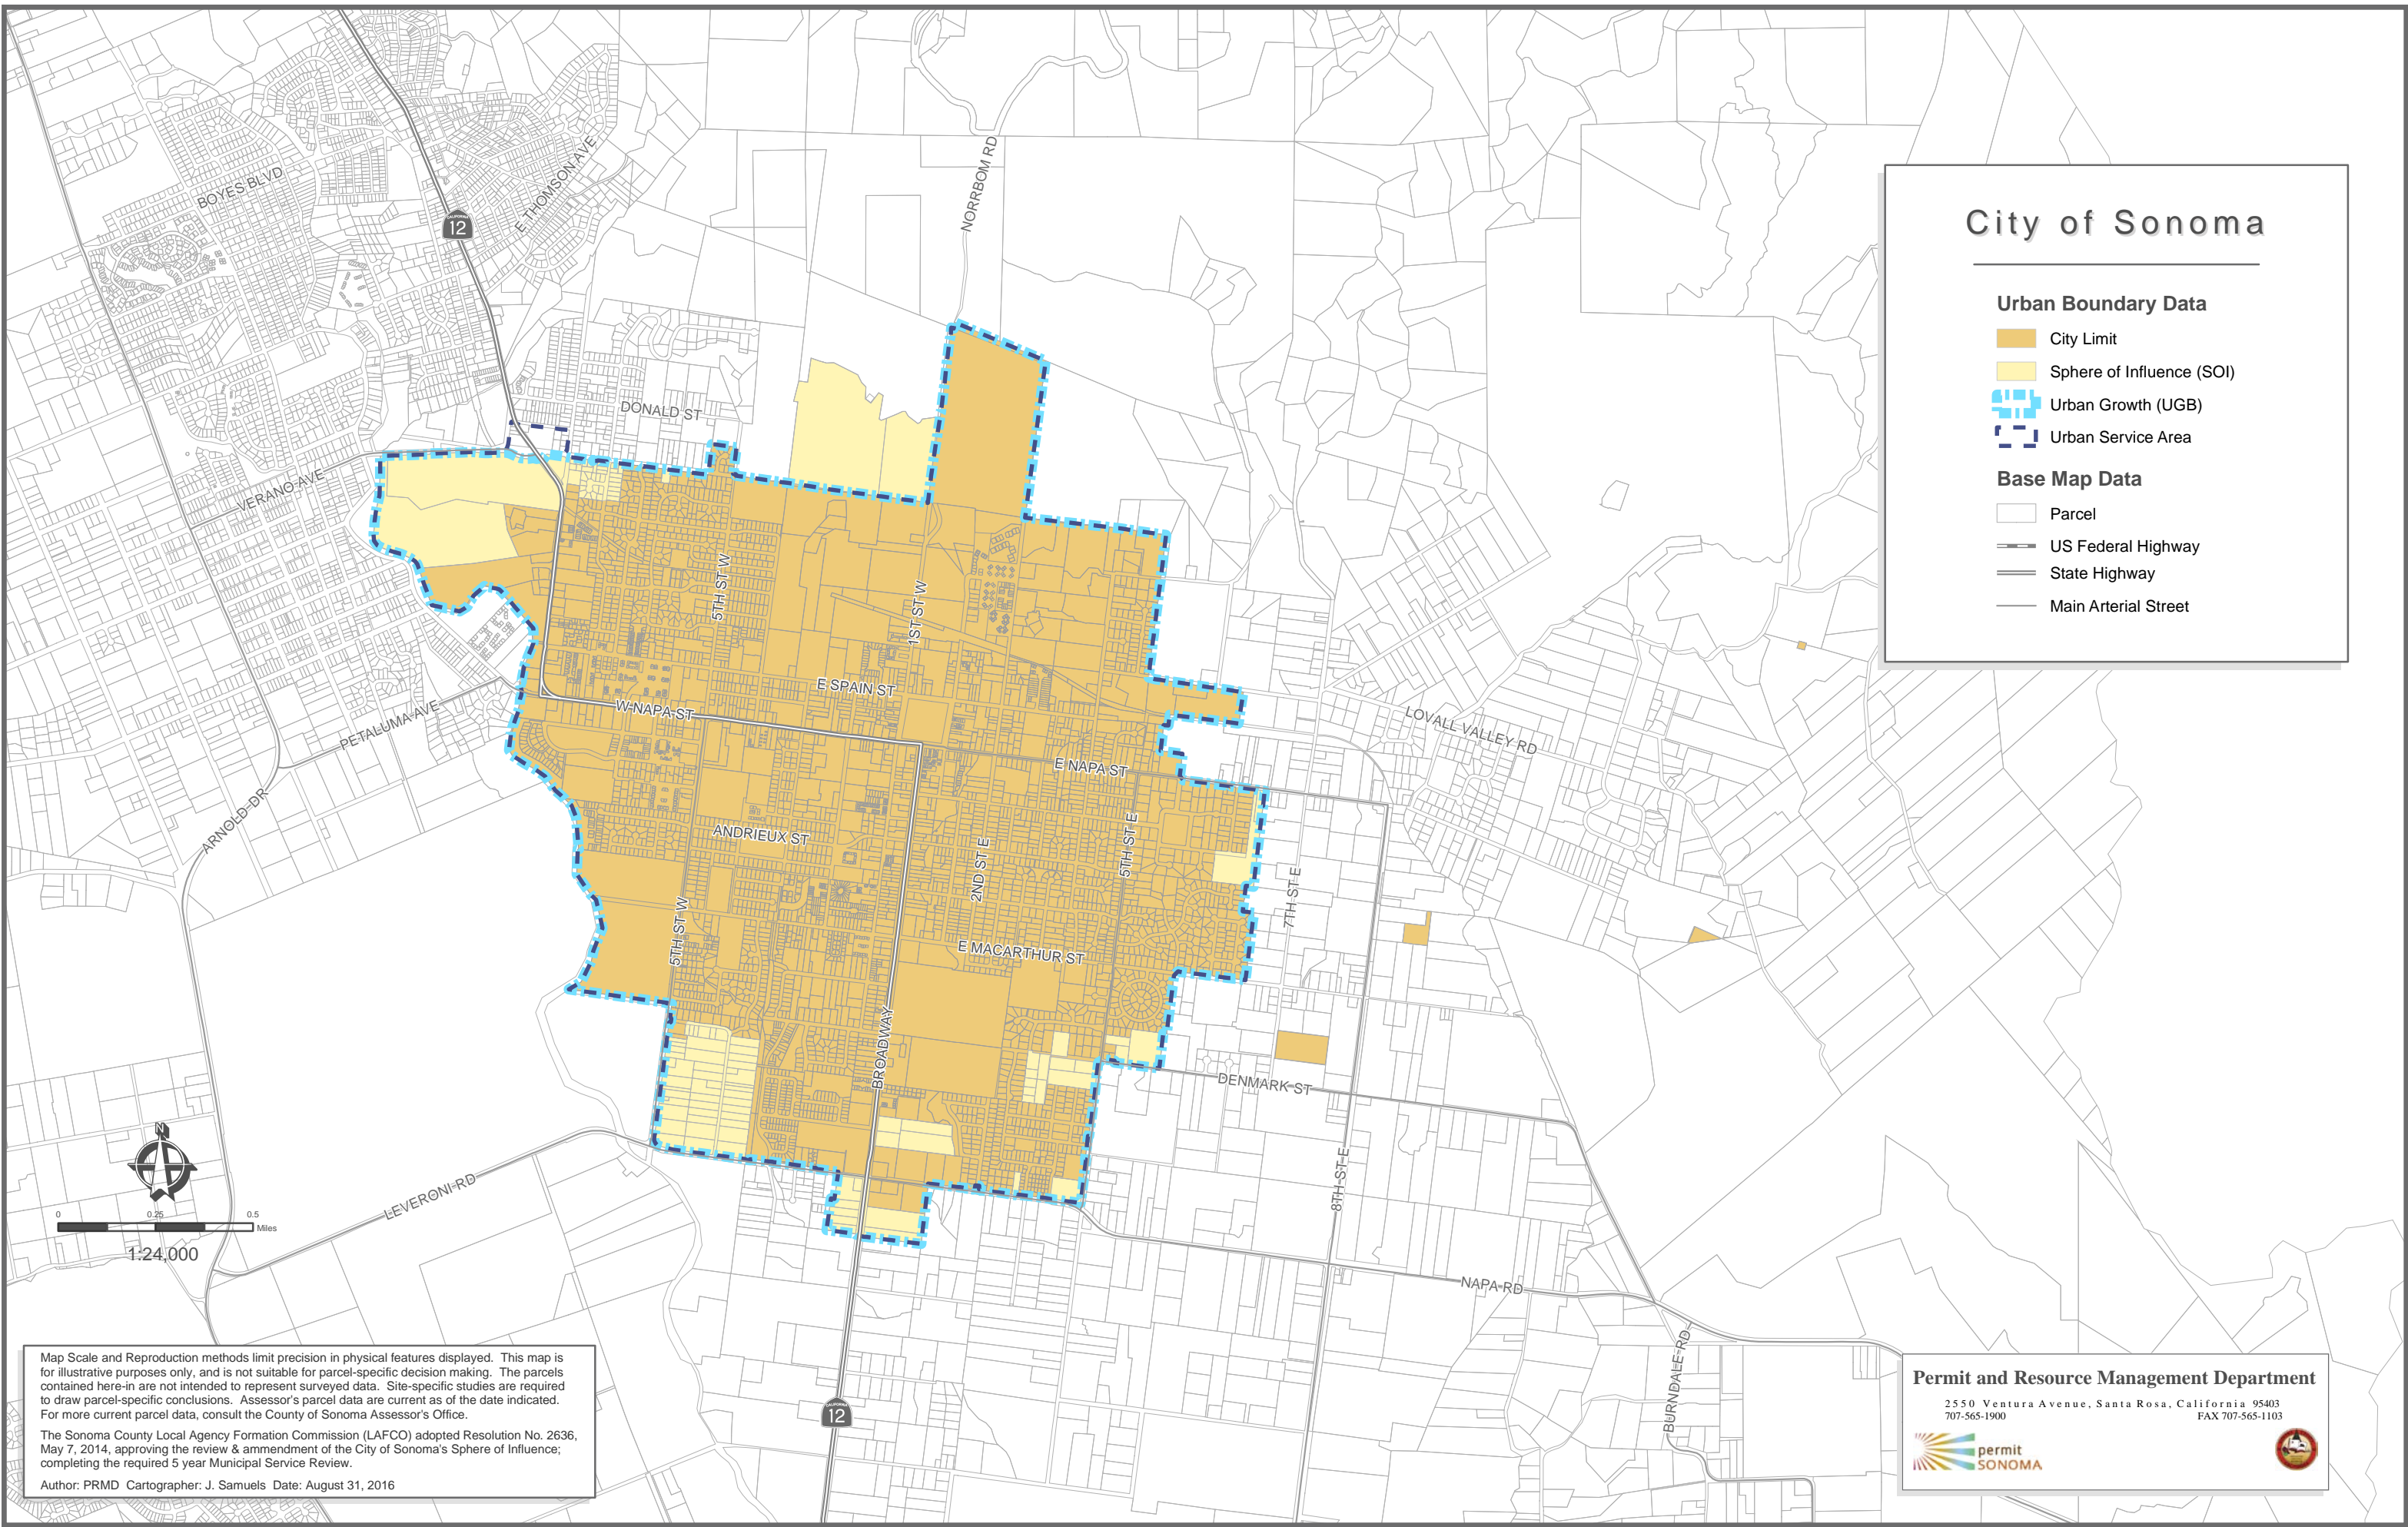 BOYES BLVD
E THOMSON AVE
NORRBOM RD
12
DONALD ST
VERANO AVE
5TH ST W
1ST ST W
E SPAIN ST
W NAPA ST
PETALUMA AVE
LOVALL VALLEY RD
E NAPA ST
ARNOLD DR
ANDRIEUX ST
2ND ST E
5TH ST E
7TH ST E
5TH ST W
E MACARTHUR ST
BROADWAY
DENMARK ST
8TH ST E
LEVERONI RD
NAPA RD
BURNDALE RD
12
City of Sonoma
Urban Boundary Data
City Limit
Sphere of Influence (SOI)
Urban Growth (UGB)
Urban Service Area
Base Map Data
Parcel
US Federal Highway
State Highway
Main Arterial Street
N
0 0.25 0.5
Miles
1:24,000
Map Scale and Reproduction methods limit precision in physical features displayed. This map is
for illustrative purposes only, and is not suitable for parcel-specific decision making. The parcels
contained here-in are not intended to represent surveyed data. Site-specific studies are required
to draw parcel-specific conclusions. Assessor's parcel data are current as of the date indicated.
For more current parcel data, consult the County of Sonoma Assessor's Office.
The Sonoma County Local Agency Formation Commission (LAFCO) adopted Resolution No. 2636,
May 7, 2014, approving the review & ammendment of the City of Sonoma's Sphere of Influence;
completing the required 5 year Municipal Service Review.
Author: PRMD Cartographer: J. Samuels Date: August 31, 2016
Permit and Resource Management Department
2550 Ventura Avenue, Santa Rosa, California 95403
707-565-1900 FAX 707-565-1103
permit
SONOMA